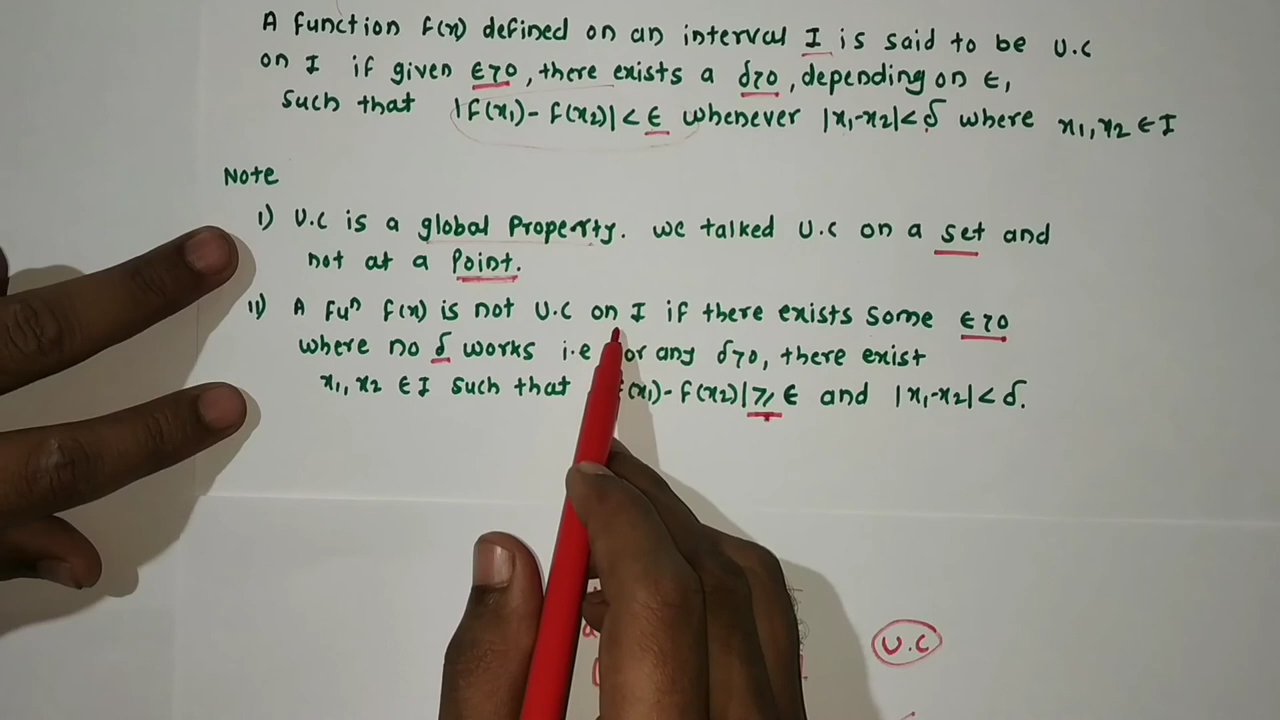 A function f(x) defined on an interval I is said to be U.C
on I if given ϵ>0, there exists a δ>0, depending on ϵ,
such that |f(x1)-f(x2)|<ϵ whenever |x1-x2|<δ where x1,x2 ∈ I
Note
i) U.C is a global Property. we talked U.C on a set and
not at a Point.
ii) A fuⁿ f(x) is not U.C on I if there exists some ϵ>0
where no δ works i.e or any δ>0, there exist
x1,x2 ∈ I such that f(x1)-f(x2)|⩾ ϵ and |x1-x2|<δ.
U.C